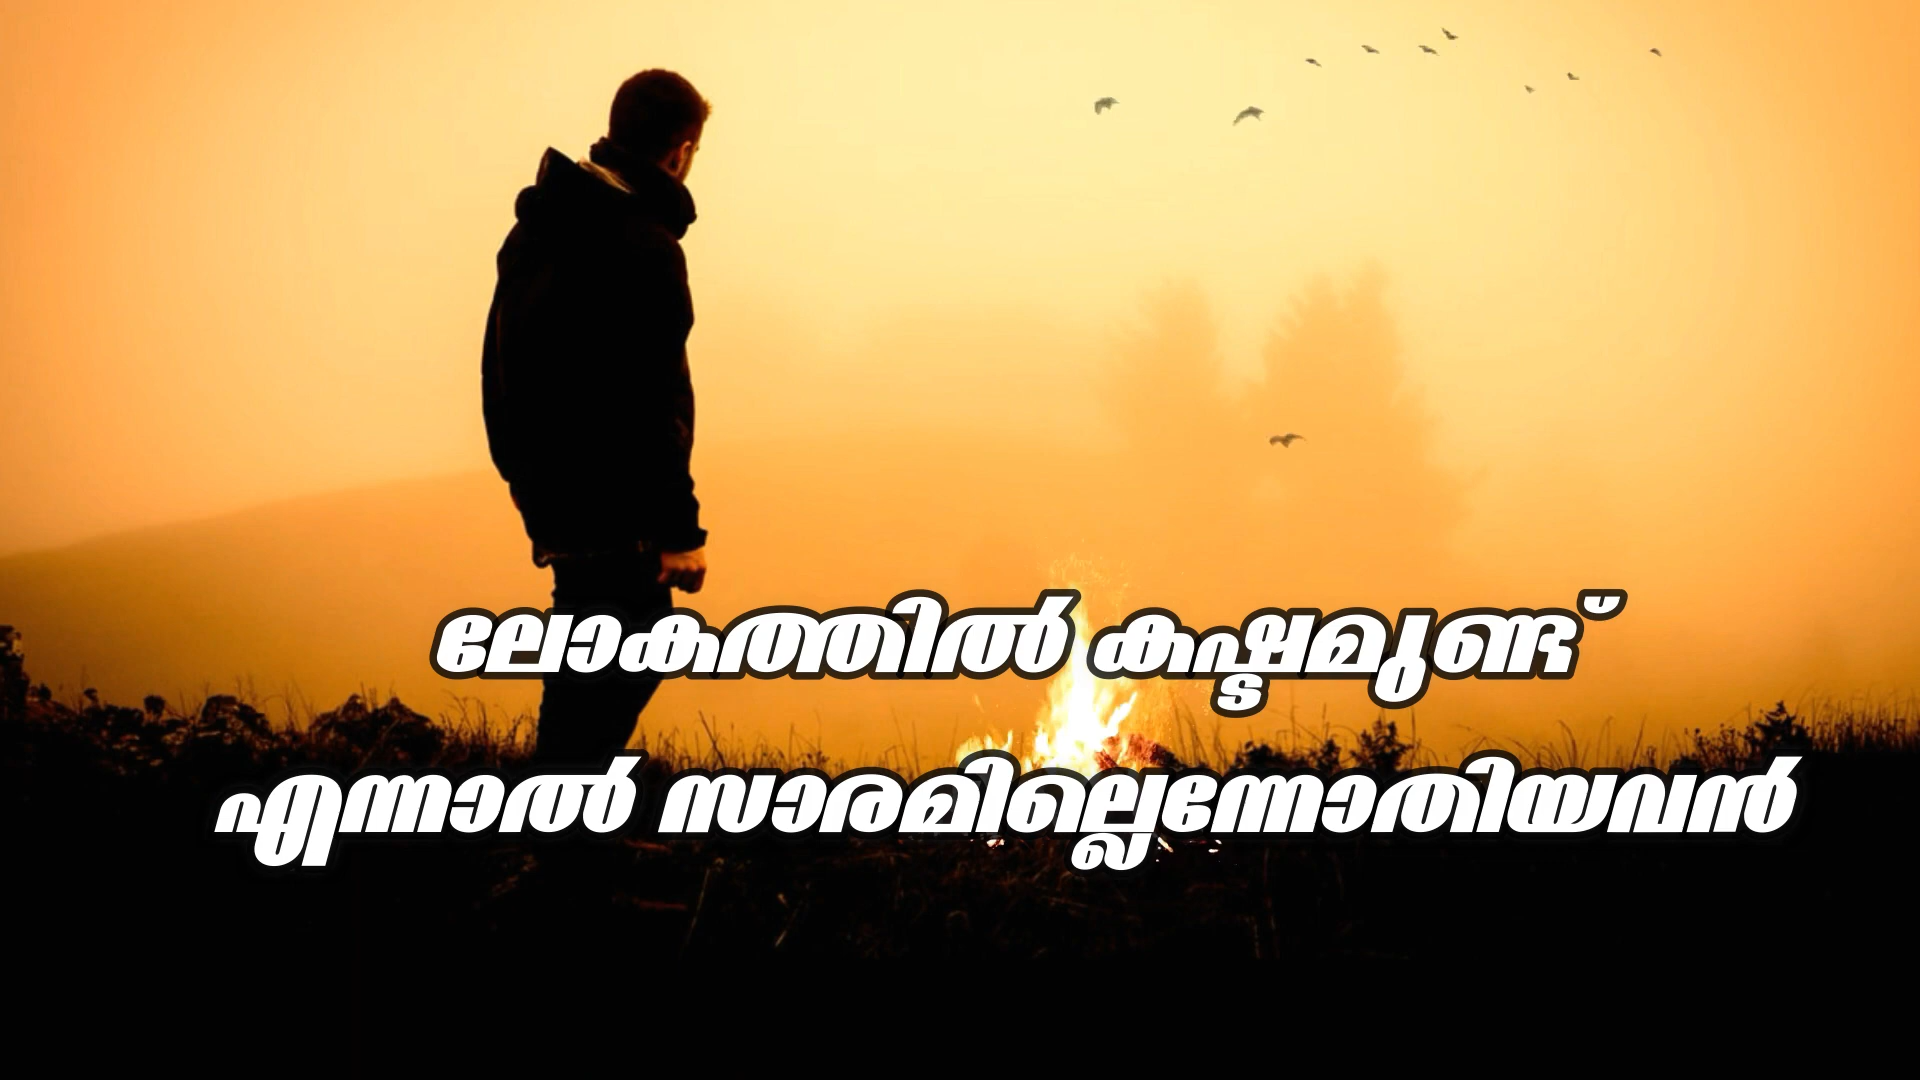 ലോകത്തിൽ കഷ്ടമുണ്ട്
എന്നാൽ സാരമില്ലെന്നോതിയവൻ